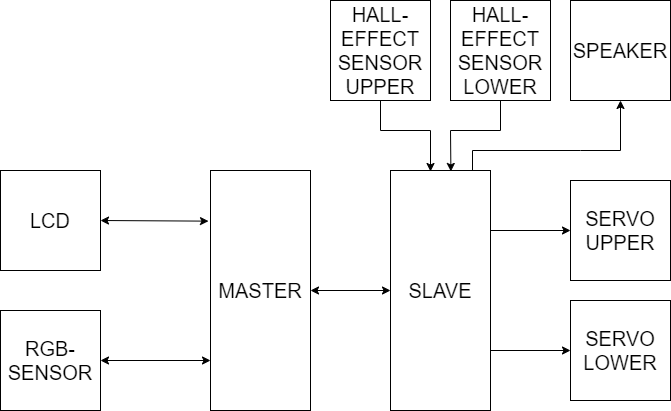 HALL-
EFFECT
SENSOR
UPPER
HALL-
EFFECT
SENSOR
LOWER
SPEAKER
LCD
MASTER
SLAVE
SERVO
UPPER
RGB-
SENSOR
SERVO
LOWER